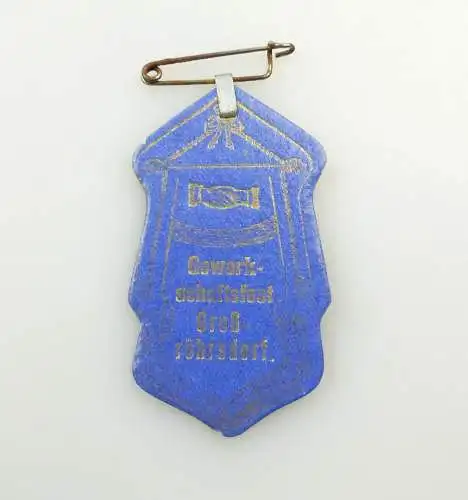 Gewerk-
schaftsfest
Groß-
röhrsdorf.